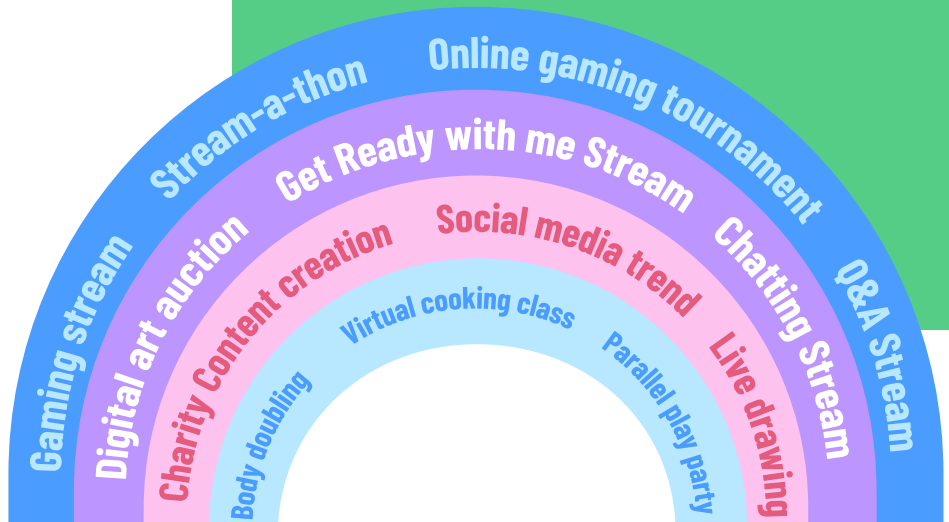 Gaming stream
Stream-a-thon
Online gaming tournament
Q&A Stream
Digital art auction
Get Ready with me Stream
Chatting Stream
Charity Content creation
Social media trend
Live drawing
Body doubling
Virtual cooking class
Parallel play party